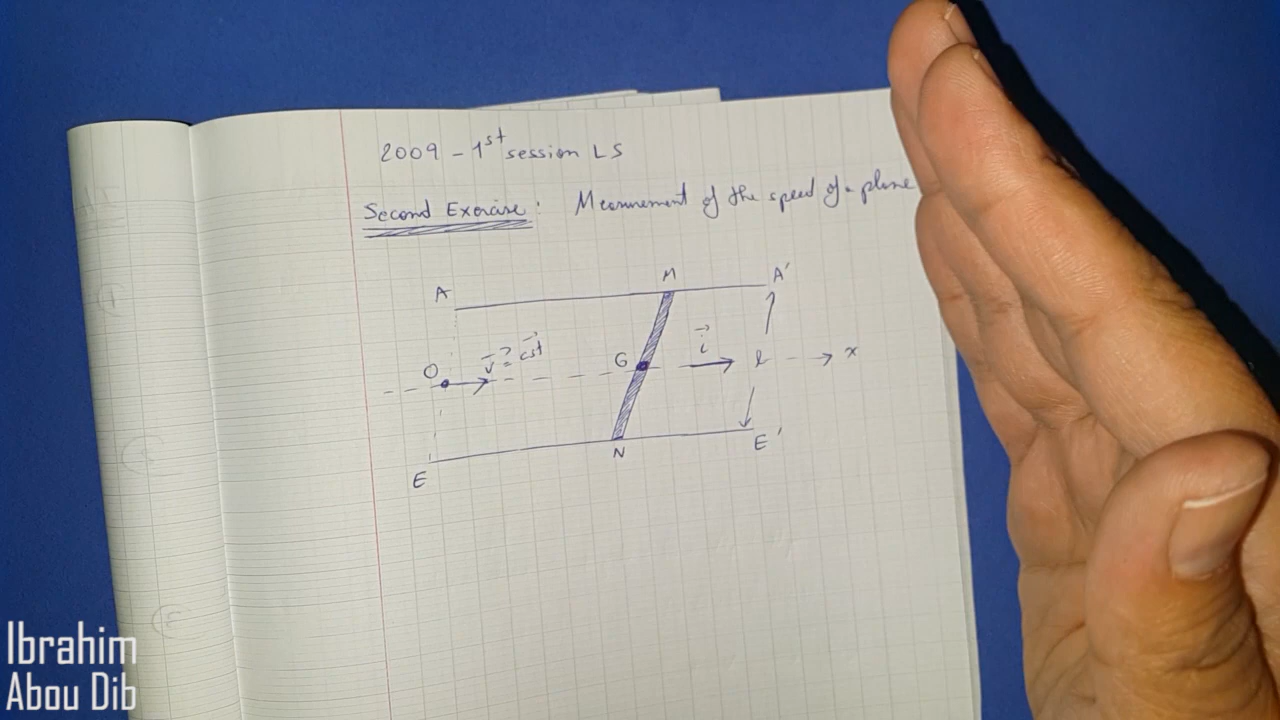 2009 - 1st session LS
Second Exercise: Measurement of the speed of a plane
A M A'
O v = cst G i l x
E N E'
Ibrahim
Abou Dib